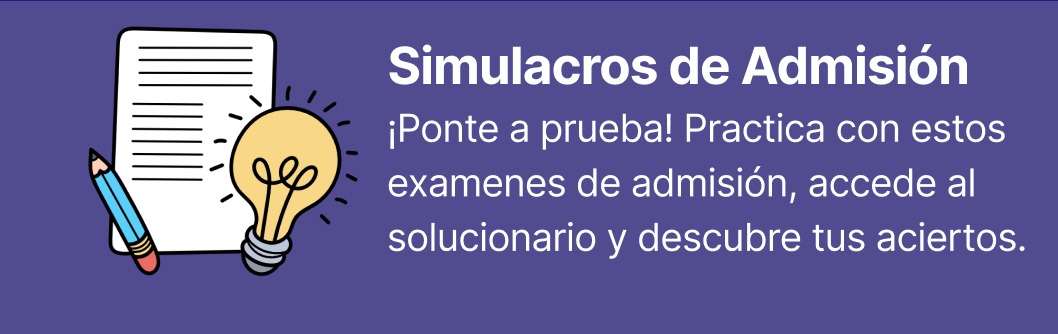 Simulacros de Admisión
¡Ponte a prueba! Practica con estos
examenes de admisión, accede al
solucionario y descubre tus aciertos.